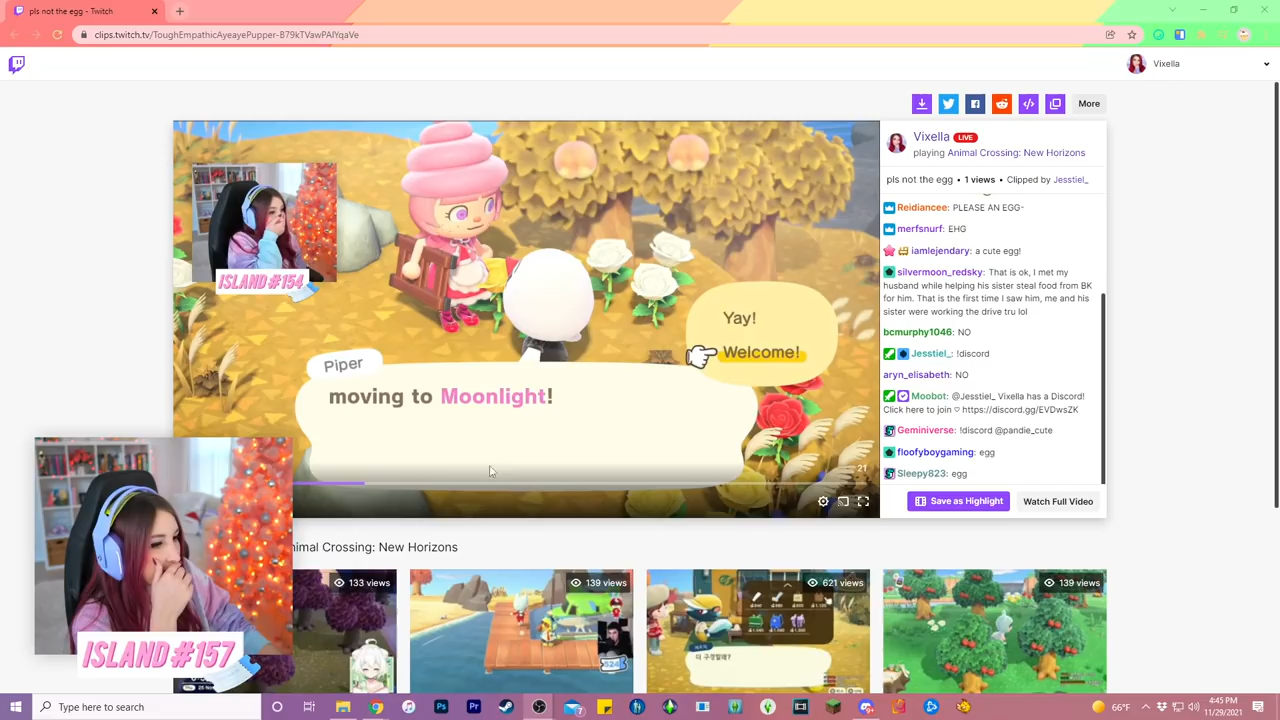 pls not the egg - Twitch
clips.twitch.tv/ToughEmpathicAyeayePupper-B79kTVawPAlYqaVe
Vixella
More
ISLAND #154
Yay!
Welcome!
Piper
moving to Moonlight!
21
Vixella LIVE
playing Animal Crossing: New Horizons
pls not the egg • 1 views • Clipped by Jesstiel_
Reidiancee: PLEASE AN EGG-
merfsnurf: EHG
iamlejendary: a cute egg!
silvermoon_redsky: That is ok, I met my
husband while helping his sister steal food from BK
for him. That is the first time I saw him, me and his
sister were working the drive tru lol
bcmurphy1046: NO
Jesstiel_: !discord
aryn_elisabeth: NO
Moobot: @Jesstiel_ Vixella has a Discord!
Click here to join ♡ https://discord.gg/EVDwsZK
Geminiverse: !discord @pandie_cute
floofyboygaming: egg
Sleepy823: egg
Save as Highlight
Watch Full Video
ISLAND #157
nimal Crossing: New Horizons
133 views
139 views
621 views
139 views
524
Type here to search
66°F
4:45 PM
11/29/2021